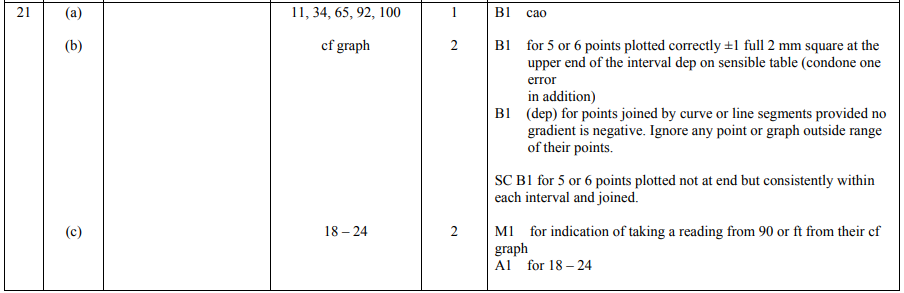 21 (a) 11, 34, 65, 92, 100 1 B1 cao
(b) cf graph 2 B1 for 5 or 6 points plotted correctly ±1 full 2 mm square at the
upper end of the interval dep on sensible table (condone one
error
in addition)
B1 (dep) for points joined by curve or line segments provided no
gradient is negative. Ignore any point or graph outside range
of their points.
SC B1 for 5 or 6 points plotted not at end but consistently within
each interval and joined.
(c) 18 – 24 2 M1 for indication of taking a reading from 90 or ft from their cf
graph
A1 for 18 – 24